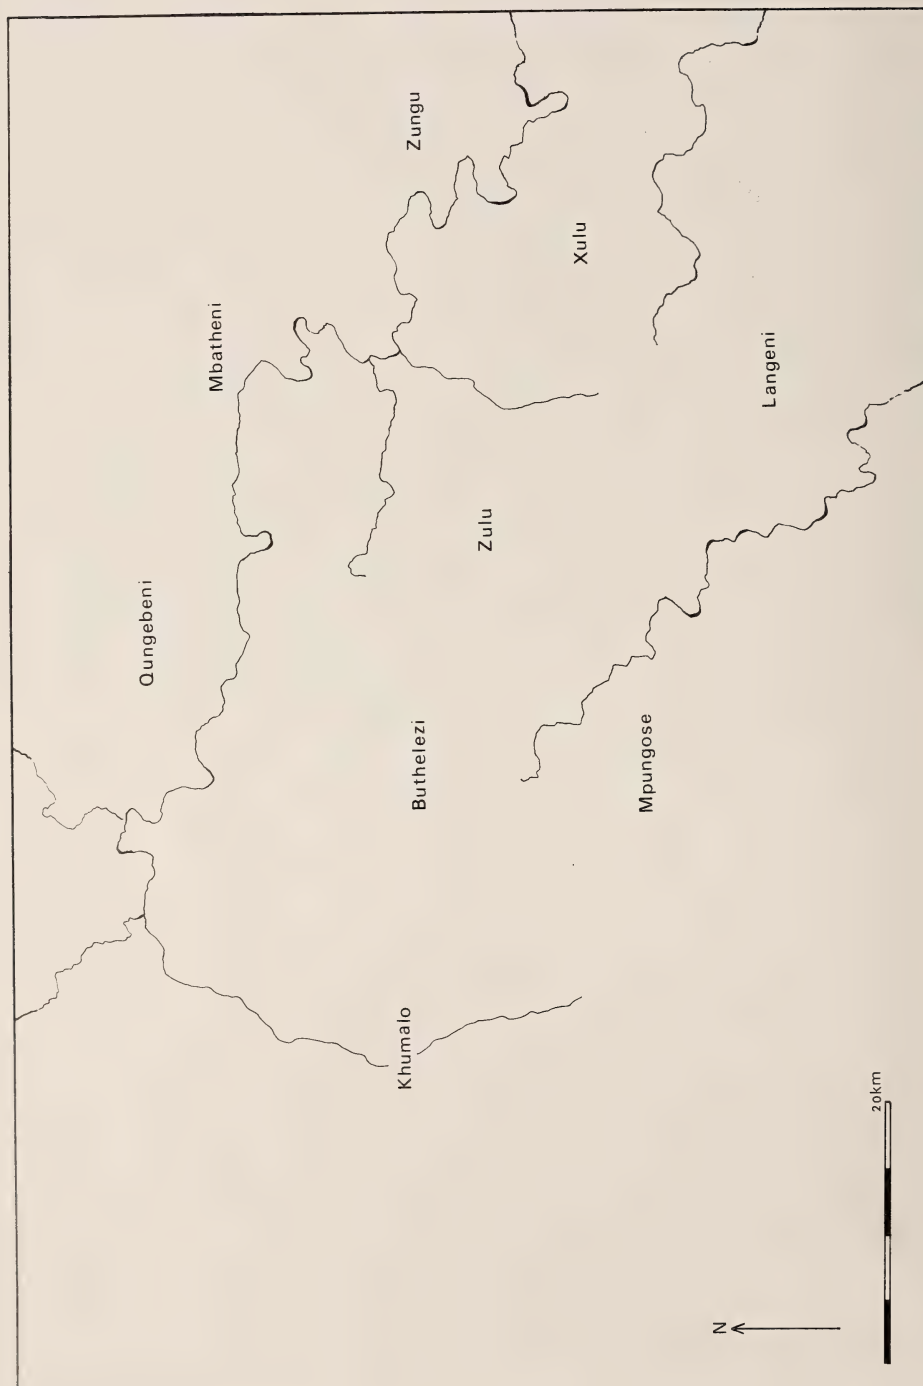 Qungebeni
Mbatheni
Khumalo
Buthelezi
Zungu
Zulu
Xulu
Mpungose
Langeni
N
20km